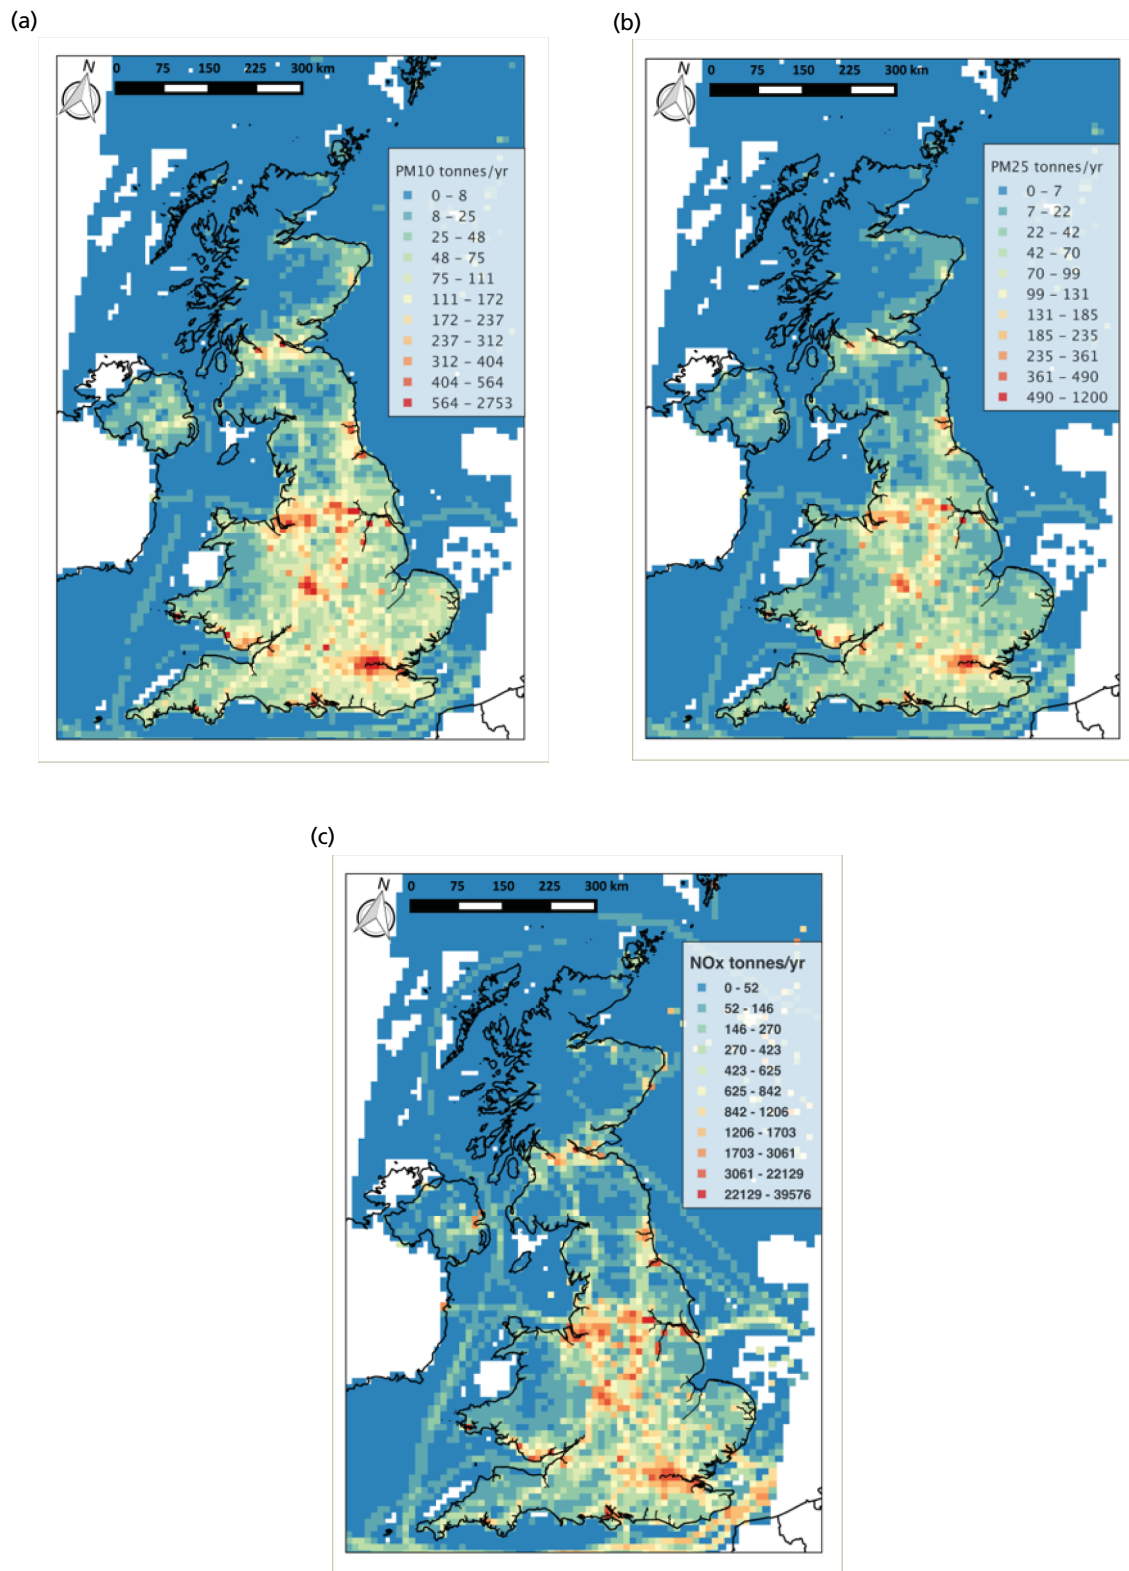 (a)
N
0 75 150 225 300 km
PM10 tonnes/yr
0 – 8
8 – 25
25 – 48
48 – 75
75 – 111
111 – 172
172 – 237
237 – 312
312 – 404
404 – 564
564 – 2753
(b)
N
0 75 150 225 300 km
PM25 tonnes/yr
0 – 7
7 – 22
22 – 42
42 – 70
70 – 99
99 – 131
131 – 185
185 – 235
235 – 361
361 – 490
490 – 1200
(c)
N
0 75 150 225 300 km
NOx tonnes/yr
0 - 52
52 - 146
146 - 270
270 - 423
423 - 625
625 - 842
842 - 1206
1206 - 1703
1703 - 3061
3061 - 22129
22129 - 39576